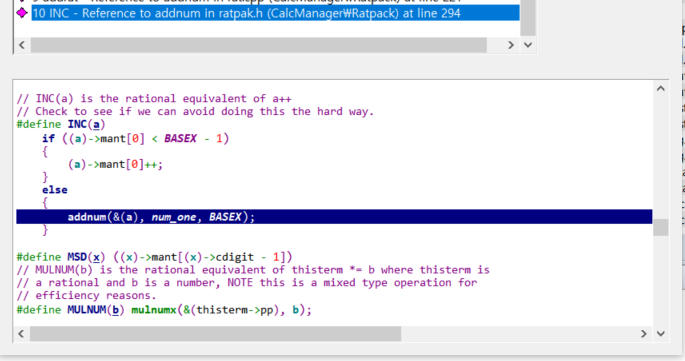 10 INC - Reference to addnum in ratpak.h (CalcManager₩Ratpack) at line 294
// INC(a) is the rational equivalent of a++
// Check to see if we can avoid doing this the hard way.
#define INC(a)
if ((a)->mant[0] < BASEX - 1)
{
(a)->mant[0]++;
}
else
{
addnum(&(a), num_one, BASEX);
}
#define MSD(x) ((x)->mant[(x)->cdigit - 1])
// MULNUM(b) is the rational equivalent of thisterm *= b where thisterm is
// a rational and b is a number, NOTE this is a mixed type operation for
// efficiency reasons.
#define MULNUM(b) mulnumx(&(thisterm->pp), b);